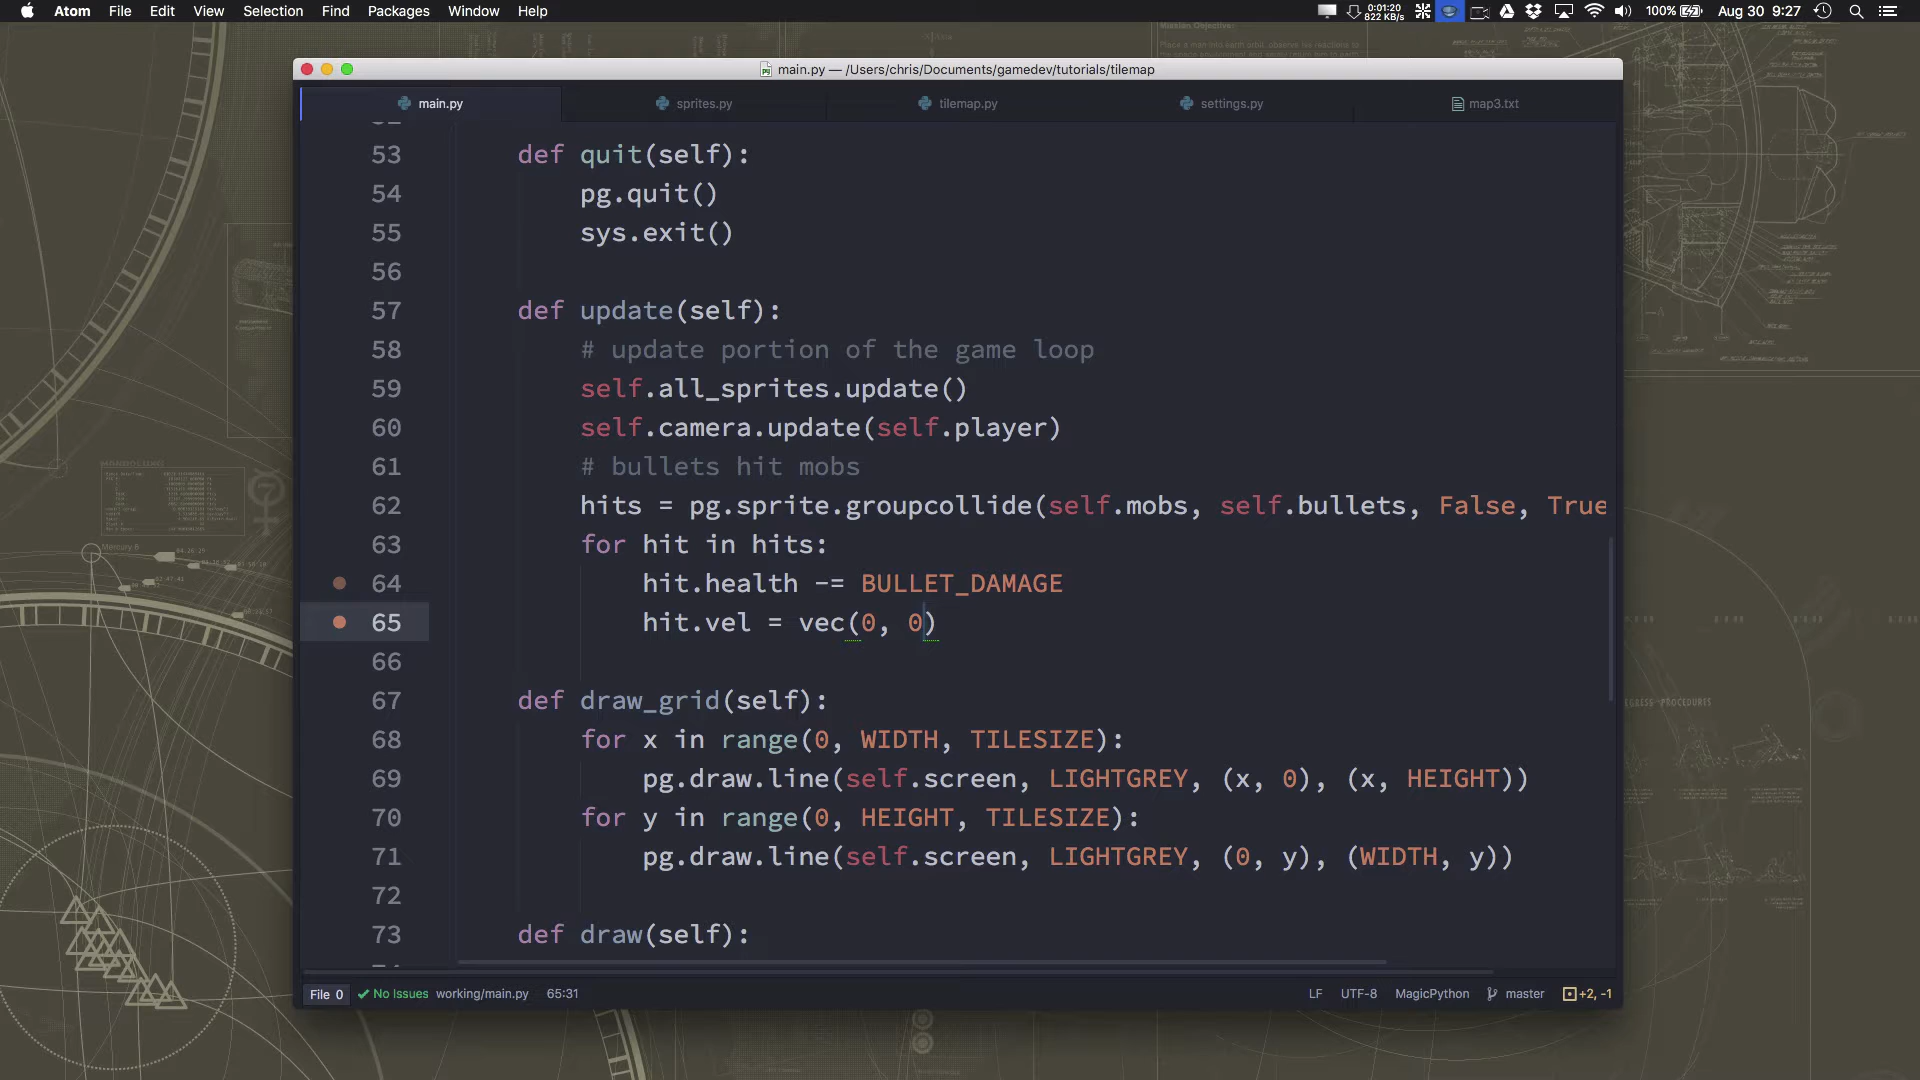 Atom File Edit View Selection Find Packages Window Help 0:01:20 822 KB/s 100% Aug 30 9:27
main.py — /Users/chris/Documents/gamedev/tutorials/tilemap
main.py sprites.py tilemap.py settings.py map3.txt
53 def quit(self):
54 pg.quit()
55 sys.exit()
56
57 def update(self):
58 # update portion of the game loop
59 self.all_sprites.update()
60 self.camera.update(self.player)
61 # bullets hit mobs
62 hits = pg.sprite.groupcollide(self.mobs, self.bullets, False, True
63 for hit in hits:
64 hit.health -= BULLET_DAMAGE
65 hit.vel = vec(0, 0)
66
67 def draw_grid(self):
68 for x in range(0, WIDTH, TILESIZE):
69 pg.draw.line(self.screen, LIGHTGREY, (x, 0), (x, HEIGHT))
70 for y in range(0, HEIGHT, TILESIZE):
71 pg.draw.line(self.screen, LIGHTGREY, (0, y), (WIDTH, y))
72
73 def draw(self):
File 0 No Issues working/main.py 65:31 LF UTF-8 MagicPython master +2, -1